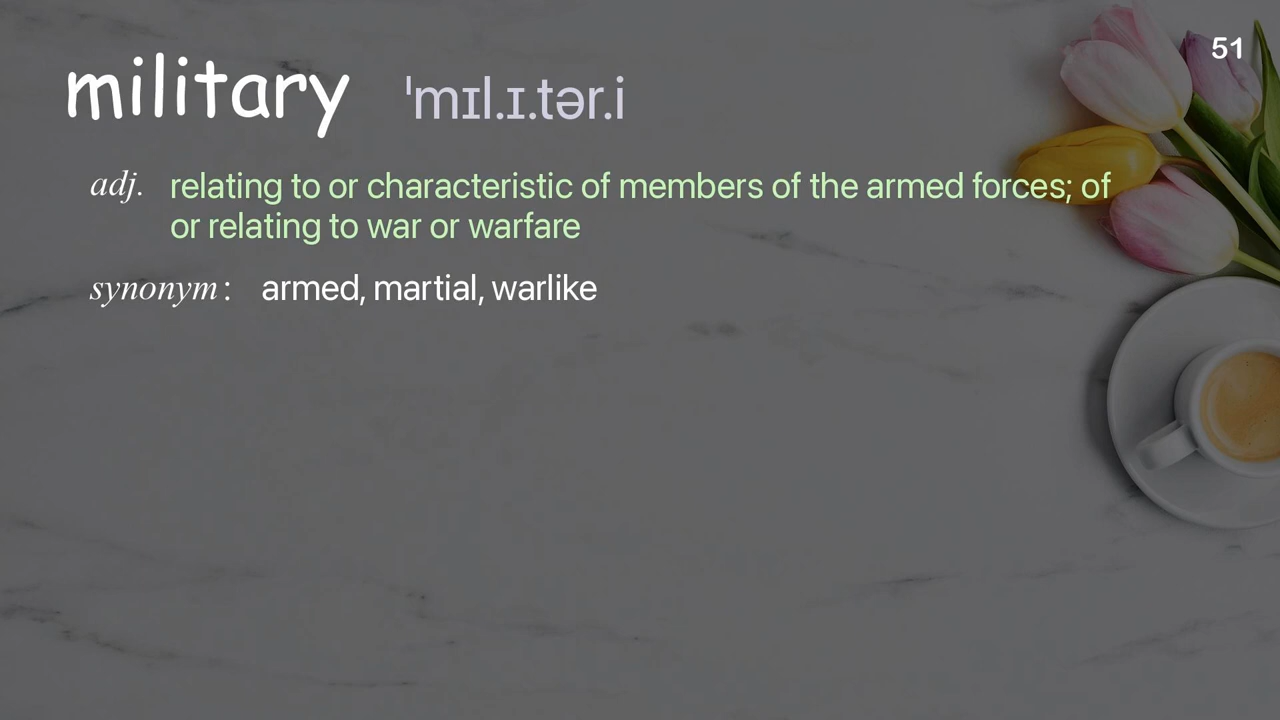 51
military ˈmɪl.ɪ.tər.i
adj. relating to or characteristic of members of the armed forces; of
or relating to war or warfare
synonym: armed, martial, warlike